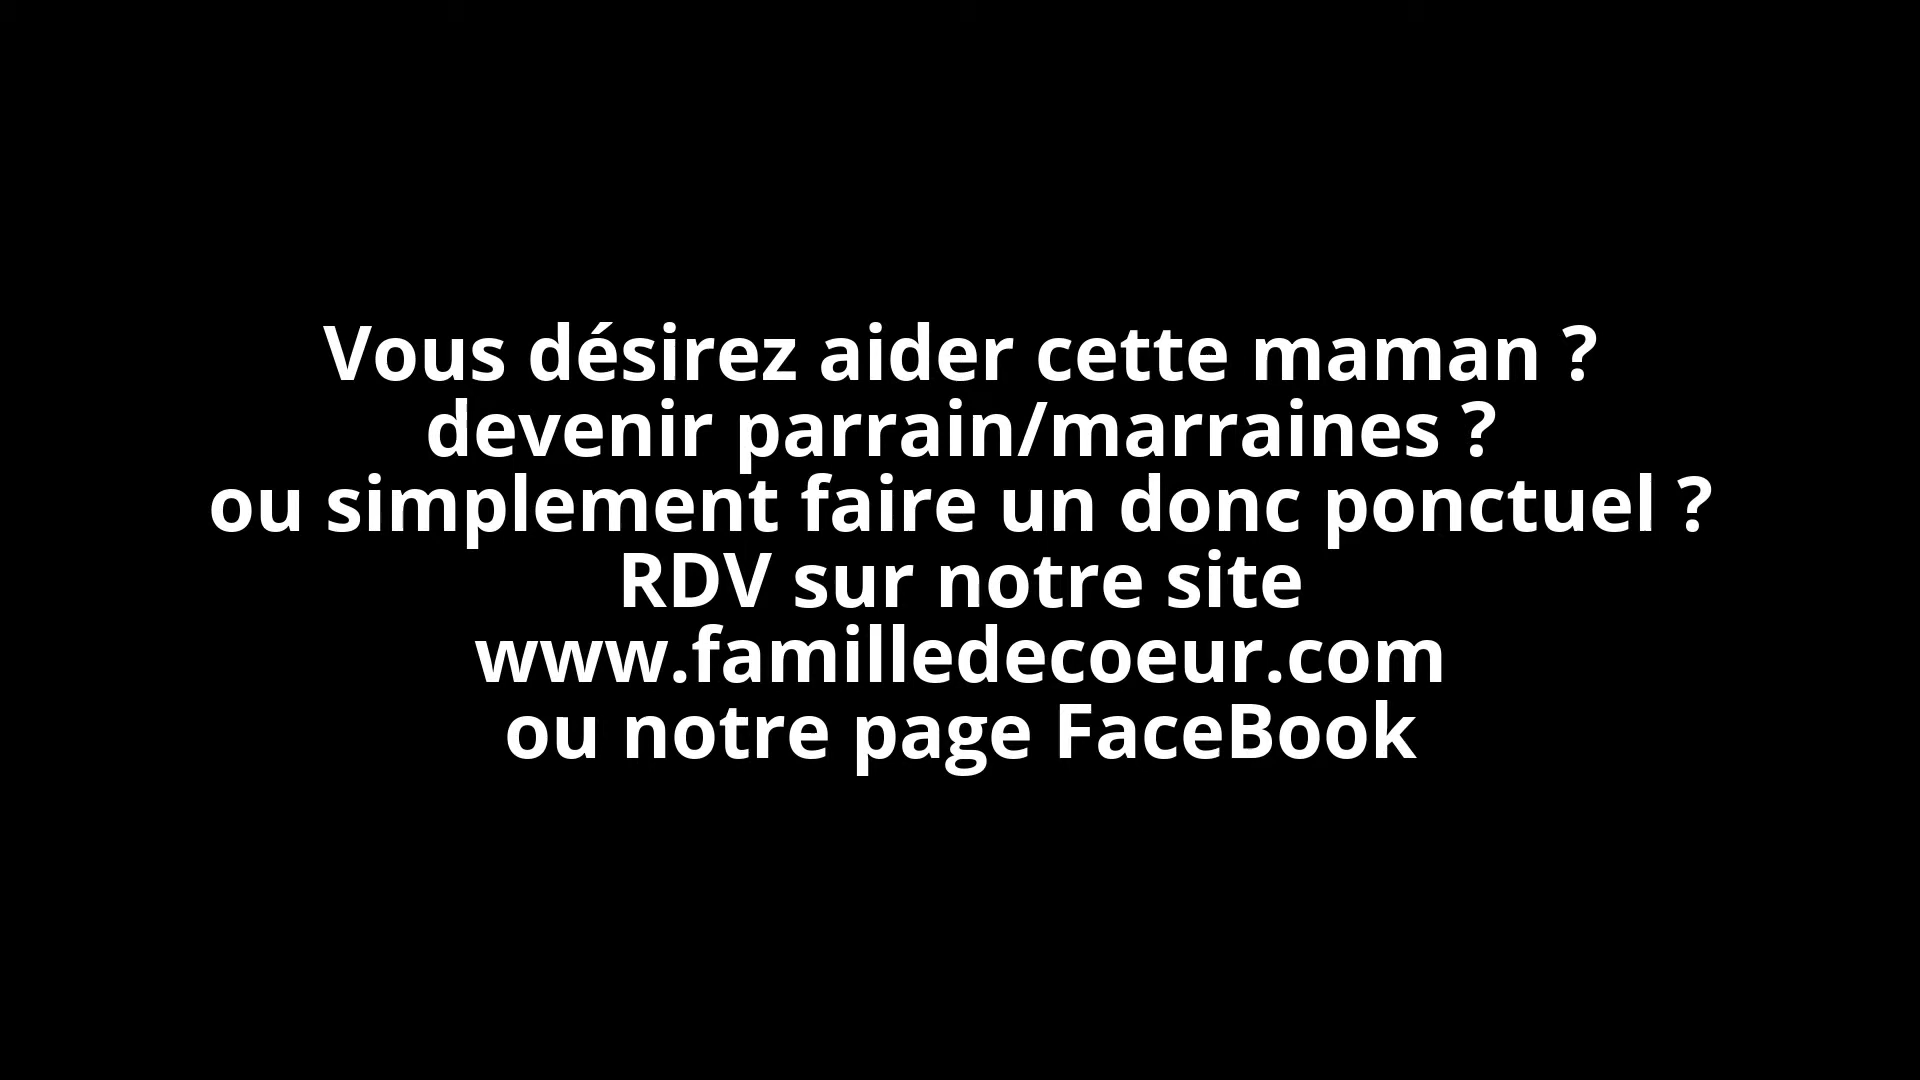 Vous désirez aider cette maman ?
devenir parrain/marraines ?
ou simplement faire un donc ponctuel ?
RDV sur notre site
www.familledecoeur.com
ou notre page FaceBook